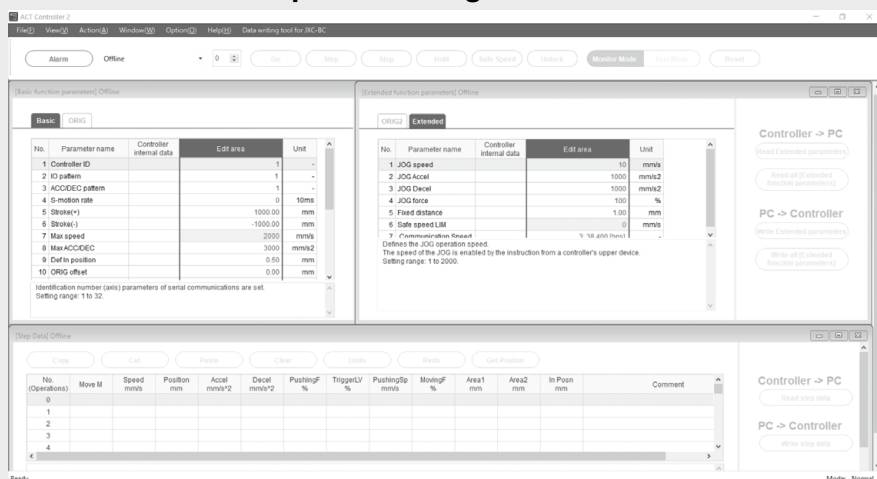 ACT Controller 2
File(F) View(V) Action(A) Window(W) Option(O) Help(H) Data writing tool for JXC-BC
Alarm Offline 0 Go Step Stop Hold Safe Speed Unlock Monitor Mode Test Mode Reset
[Basic function parameters] Offline
Basic ORIG
No. Parameter name Controller internal data Edit area Unit
1 Controller ID 1 -
2 IO pattern 1 -
3 ACC/DEC pattern 1 -
4 S-motion rate 0 10ms
5 Stroke(+) 1000.00 mm
6 Stroke(-) -1000.00 mm
7 Max speed 2000 mm/s
8 Max ACC/DEC 3000 mm/s2
9 Def In position 0.50 mm
10 ORIG offset 0.00 mm
Identification number (axis) parameters of serial communications are set.
Setting range: 1 to 32.
[Extended function parameters] Offline
ORIG2 Extended
No. Parameter name Controller internal data Edit area Unit
1 JOG speed 10 mm/s
2 JOG Accel 1000 mm/s2
3 JOG Decel 1000 mm/s2
4 JOG force 100 %
5 Fixed distance 1.00 mm
6 Safe speed LIM 0 mm/s
7 Communication Speed 3: 38,400 [bps] -
Defines the JOG operation speed.
The speed of the JOG is enabled by the instruction from a controller's upper device.
Setting range: 1 to 2000.
Controller -> PC
Read Extended parameters
Read all [(Extended
function parameters)]
PC -> Controller
Write Extended parameters
Write all [(Extended
function parameters)]
[Step Data] Offline
Copy Cut Paste Clear Undo Redo Get Position
No. (Operations) Move M Speed mm/s Position mm Accel mm/s^2 Decel mm/s^2 PushingF % TriggerLV % PushingSp mm/s MovingF % Area1 mm Area2 mm In Posn mm Comment
0
1
2
3
4
Controller -> PC
Read step data
PC -> Controller
Write step data
Ready Mode: Normal